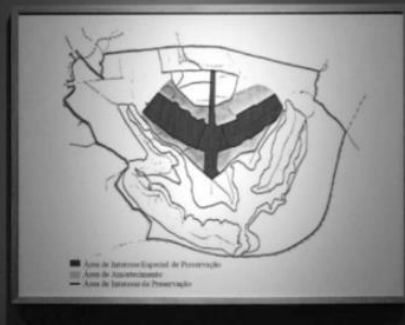 Área de Interesse Especial de Preservação
Área de Amortecimento
Área de Interesse de Preservação